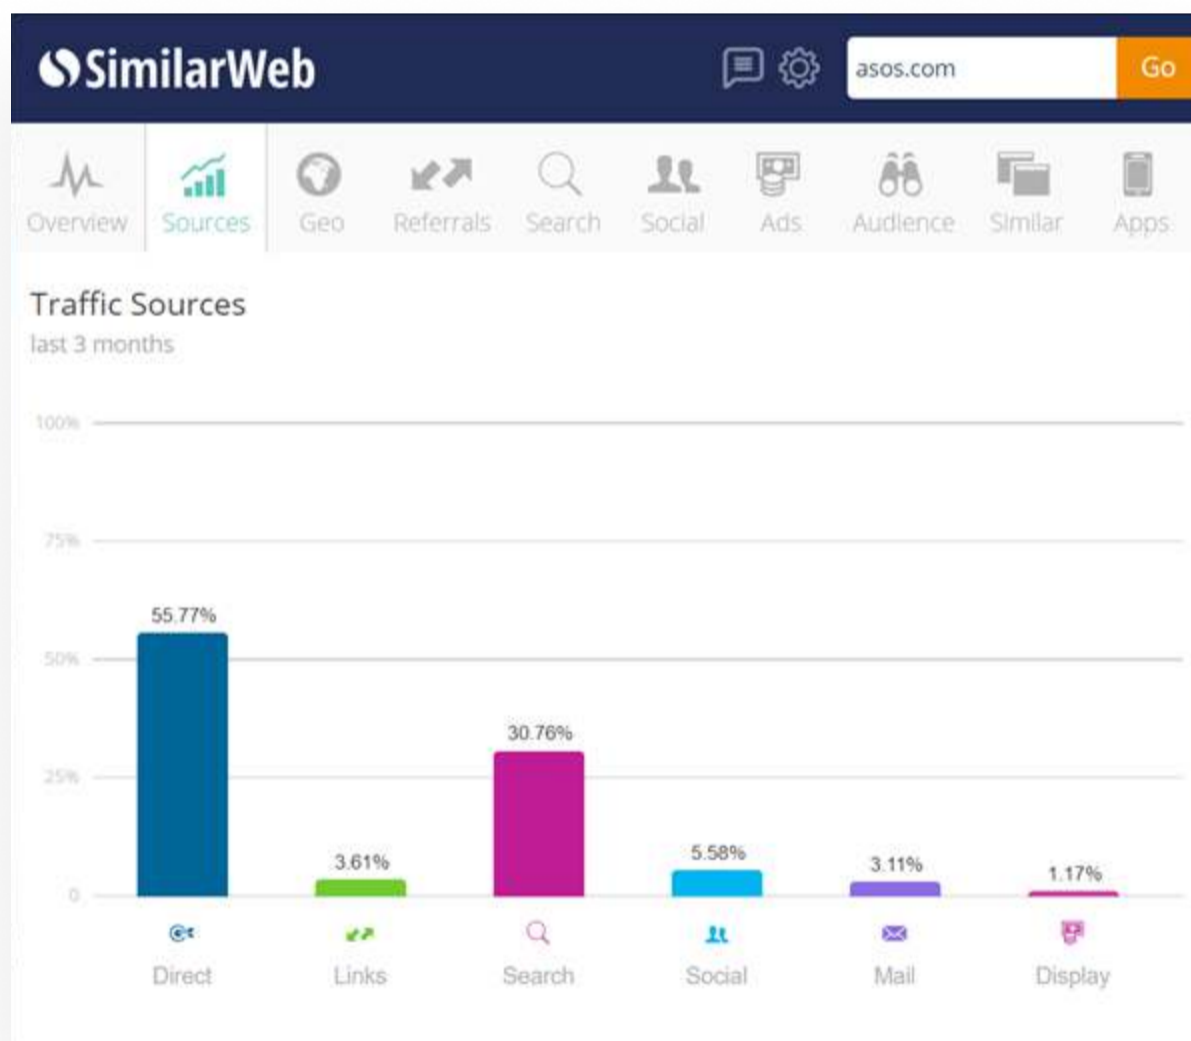 SimilarWeb
asos.com
Go
Overview Sources Geo Referrals Search Social Ads Audience Similar Apps
Traffic Sources
last 3 months
100%
75%
55.77%
50%
30.76%
25%
3.61% 5.58% 3.11% 1.17%
0
Direct Links Search Social Mail Display